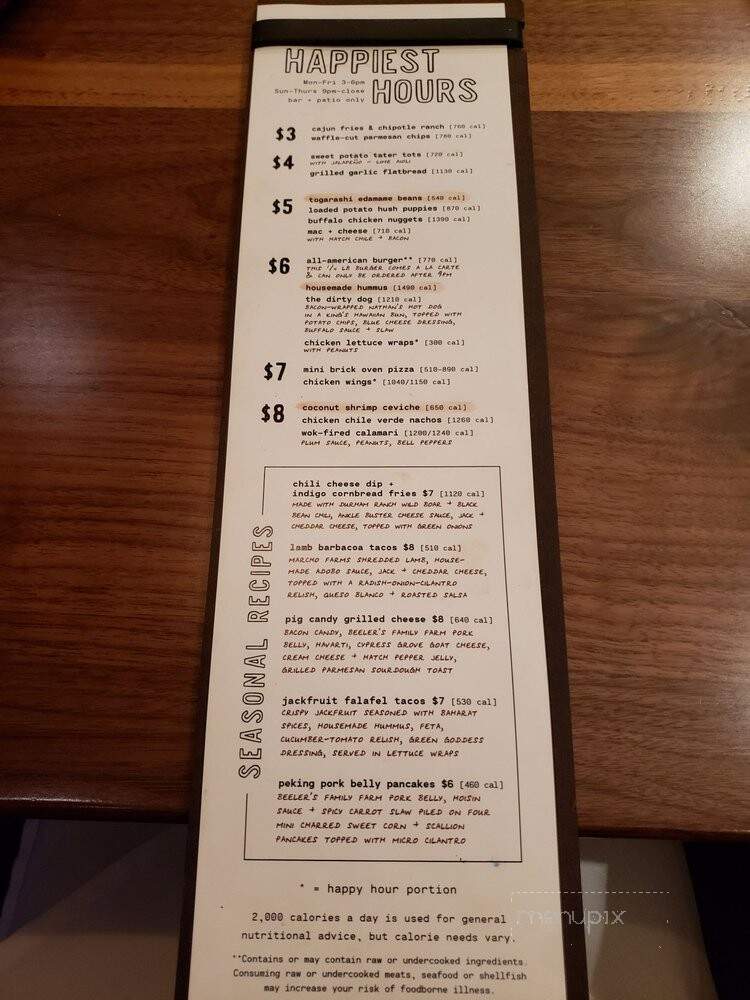 HAPPIEST
Mon-Fri 3-6pm
Sun-Thurs 9pm-close
bar + patio only
HOURS
$3 cajun fries & chipotle ranch [760 cal]
waffle-cut parmesan chips [780 cal]
$4 sweet potato tater tots [720 cal]
WITH JALAPEÑO - LIME AIOLI
grilled garlic flatbread [1130 cal]
$5 togarashi edamame beans [540 cal]
loaded potato hush puppies [870 cal]
buffalo chicken nuggets [1390 cal]
mac + cheese [710 cal]
WITH HATCH CHILE + BACON
$6 all-american burger** [770 cal]
THIS 1/4 LB BURGER COMES A LA CARTE
& CAN ONLY BE ORDERED AFTER 9PM
housemade hummus [1490 cal]
the dirty dog [1210 cal]
BACON-WRAPPED NATHAN'S HOT DOG
IN A KING'S HAWAIIAN BUN, TOPPED WITH
POTATO CHIPS, BLUE CHEESE DRESSING,
BUFFALO SAUCE + SLAW
chicken lettuce wraps* [300 cal]
WITH PEANUTS
$7 mini brick oven pizza [510-890 cal]
chicken wings* [1040/1150 cal]
$8 coconut shrimp ceviche [650 cal]
chicken chile verde nachos [1260 cal]
wok-fired calamari [1200/1240 cal]
PLUM SAUCE, PEANUTS, BELL PEPPERS
SEASONAL RECIPES
chili cheese dip +
indigo cornbread fries $7 [1120 cal]
MADE WITH DURHAM RANCH WILD BOAR + BLACK
BEAN CHILI, ANKLE BUSTER CHEESE SAUCE, JACK +
CHEDDAR CHEESE, TOPPED WITH GREEN ONIONS
lamb barbacoa tacos $8 [510 cal]
MARCHO FARMS SHREDDED LAMB, HOUSE-
MADE ADOBO SAUCE, JACK + CHEDDAR CHEESE,
TOPPED WITH A RADISH-ONION-CILANTRO
RELISH, QUESO BLANCO + ROASTED SALSA
pig candy grilled cheese $8 [640 cal]
BACON CANDY, BEELER'S FAMILY FARM PORK
BELLY, HAVARTI, CYPRESS GROVE GOAT CHEESE,
CREAM CHEESE + HATCH PEPPER JELLY,
GRILLED PARMESAN SOURDOUGH TOAST
jackfruit falafel tacos $7 [530 cal]
CRISPY JACKFRUIT SEASONED WITH BAHARAT
SPICES, HOUSEMADE HUMMUS, FETA,
CUCUMBER-TOMATO RELISH, GREEN GODDESS
DRESSING, SERVED IN LETTUCE WRAPS
peking pork belly pancakes $6 [460 cal]
BEELER'S FAMILY FARM PORK BELLY, HOISIN
SAUCE + SPICY CARROT SLAW PILED ON FOUR
MINI CHARRED SWEET CORN + SCALLION
PANCAKES TOPPED WITH MICRO CILANTRO
* = happy hour portion
2,000 calories a day is used for general
nutritional advice, but calorie needs vary.
**Contains or may contain raw or undercooked ingredients.
Consuming raw or undercooked meats, seafood or shellfish
may increase your risk of foodborne illness.
menupix